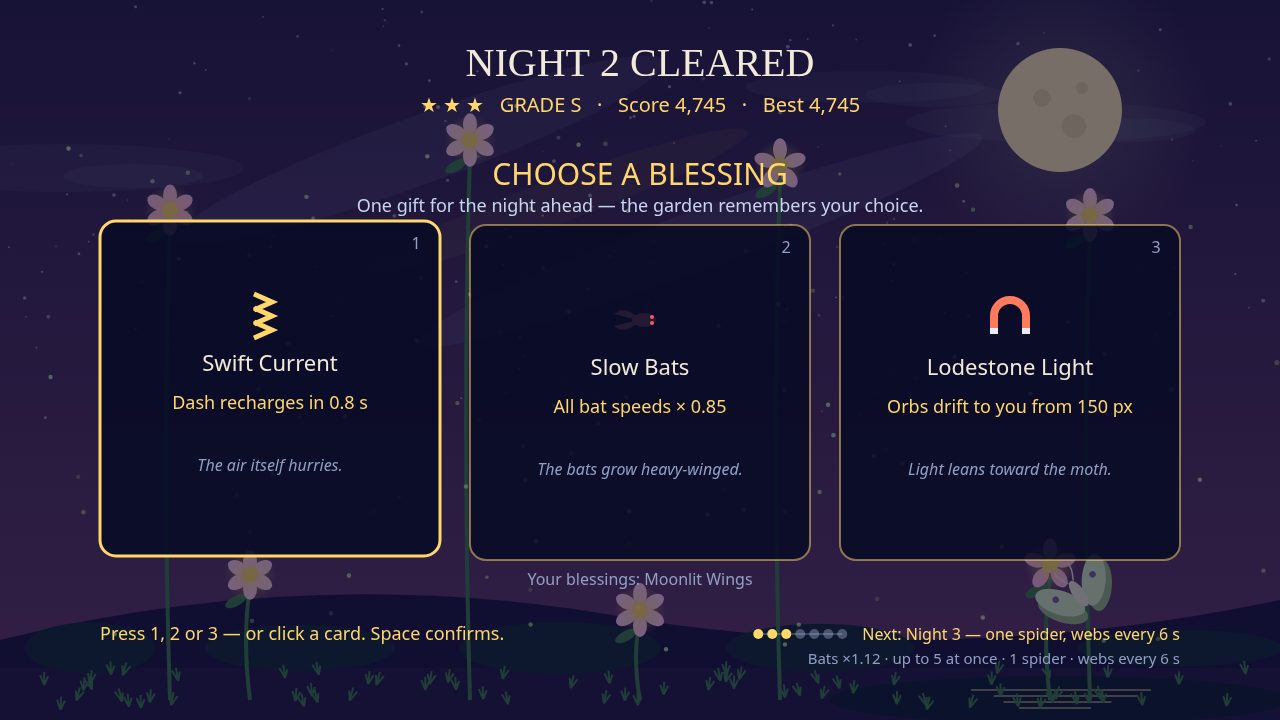 NIGHT 2 CLEARED
★ ★ ★ GRADE S · Score 4,745 · Best 4,745
CHOOSE A BLESSING
One gift for the night ahead — the garden remembers your choice.
1
Swift Current
Dash recharges in 0.8 s
The air itself hurries.
2
Slow Bats
All bat speeds × 0.85
The bats grow heavy-winged.
3
Lodestone Light
Orbs drift to you from 150 px
Light leans toward the moth.
Your blessings: Moonlit Wings
Press 1, 2 or 3 — or click a card. Space confirms.
Next: Night 3 — one spider, webs every 6 s
Bats ×1.12 · up to 5 at once · 1 spider · webs every 6 s